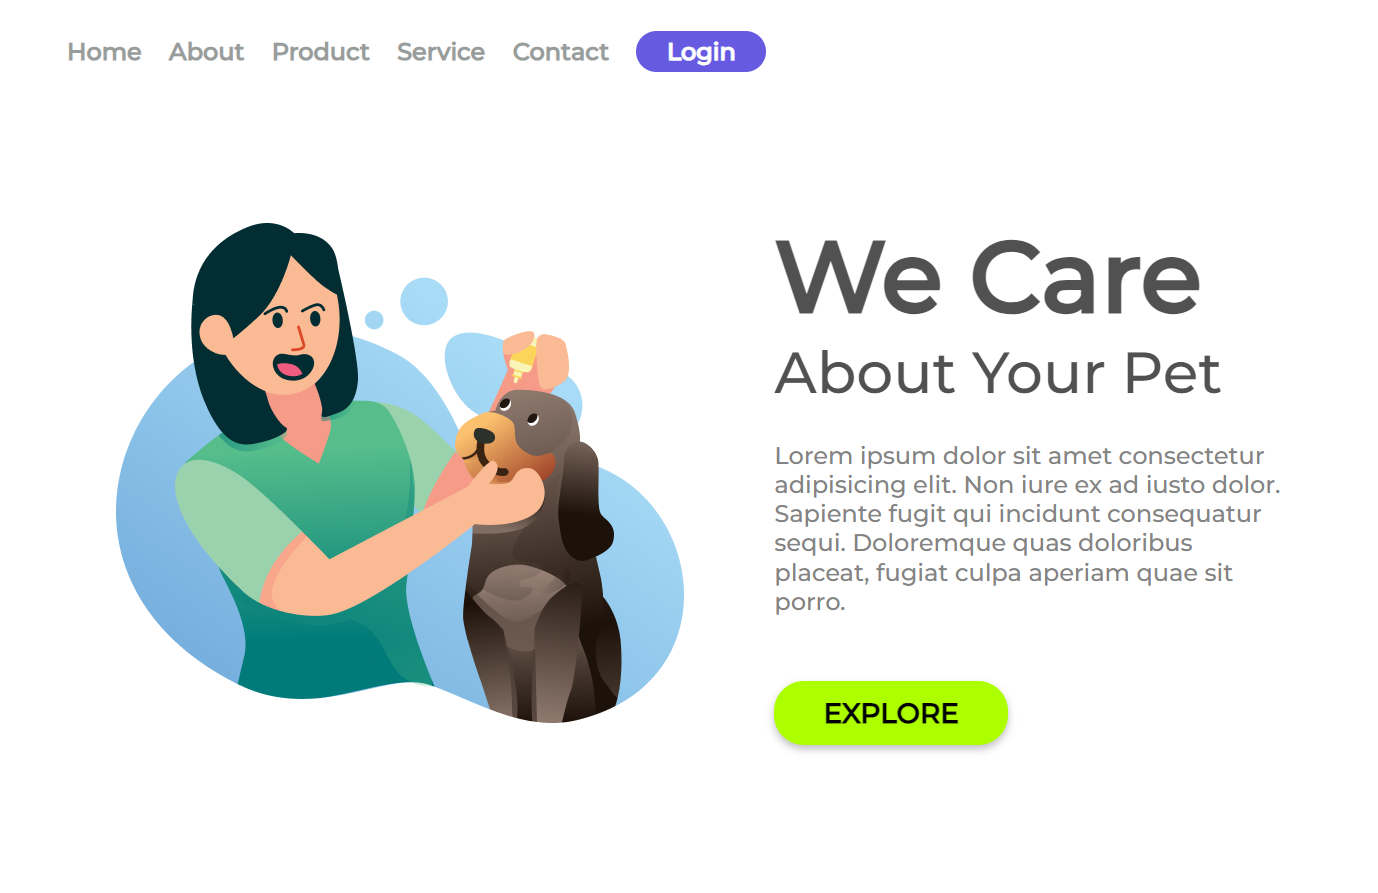 Home About Product Service Contact Login
We Care
About Your Pet
Lorem ipsum dolor sit amet consectetur
adipisicing elit. Non iure ex ad iusto dolor.
Sapiente fugit qui incidunt consequatur
sequi. Doloremque quas doloribus
placeat, fugiat culpa aperiam quae sit
porro.
EXPLORE